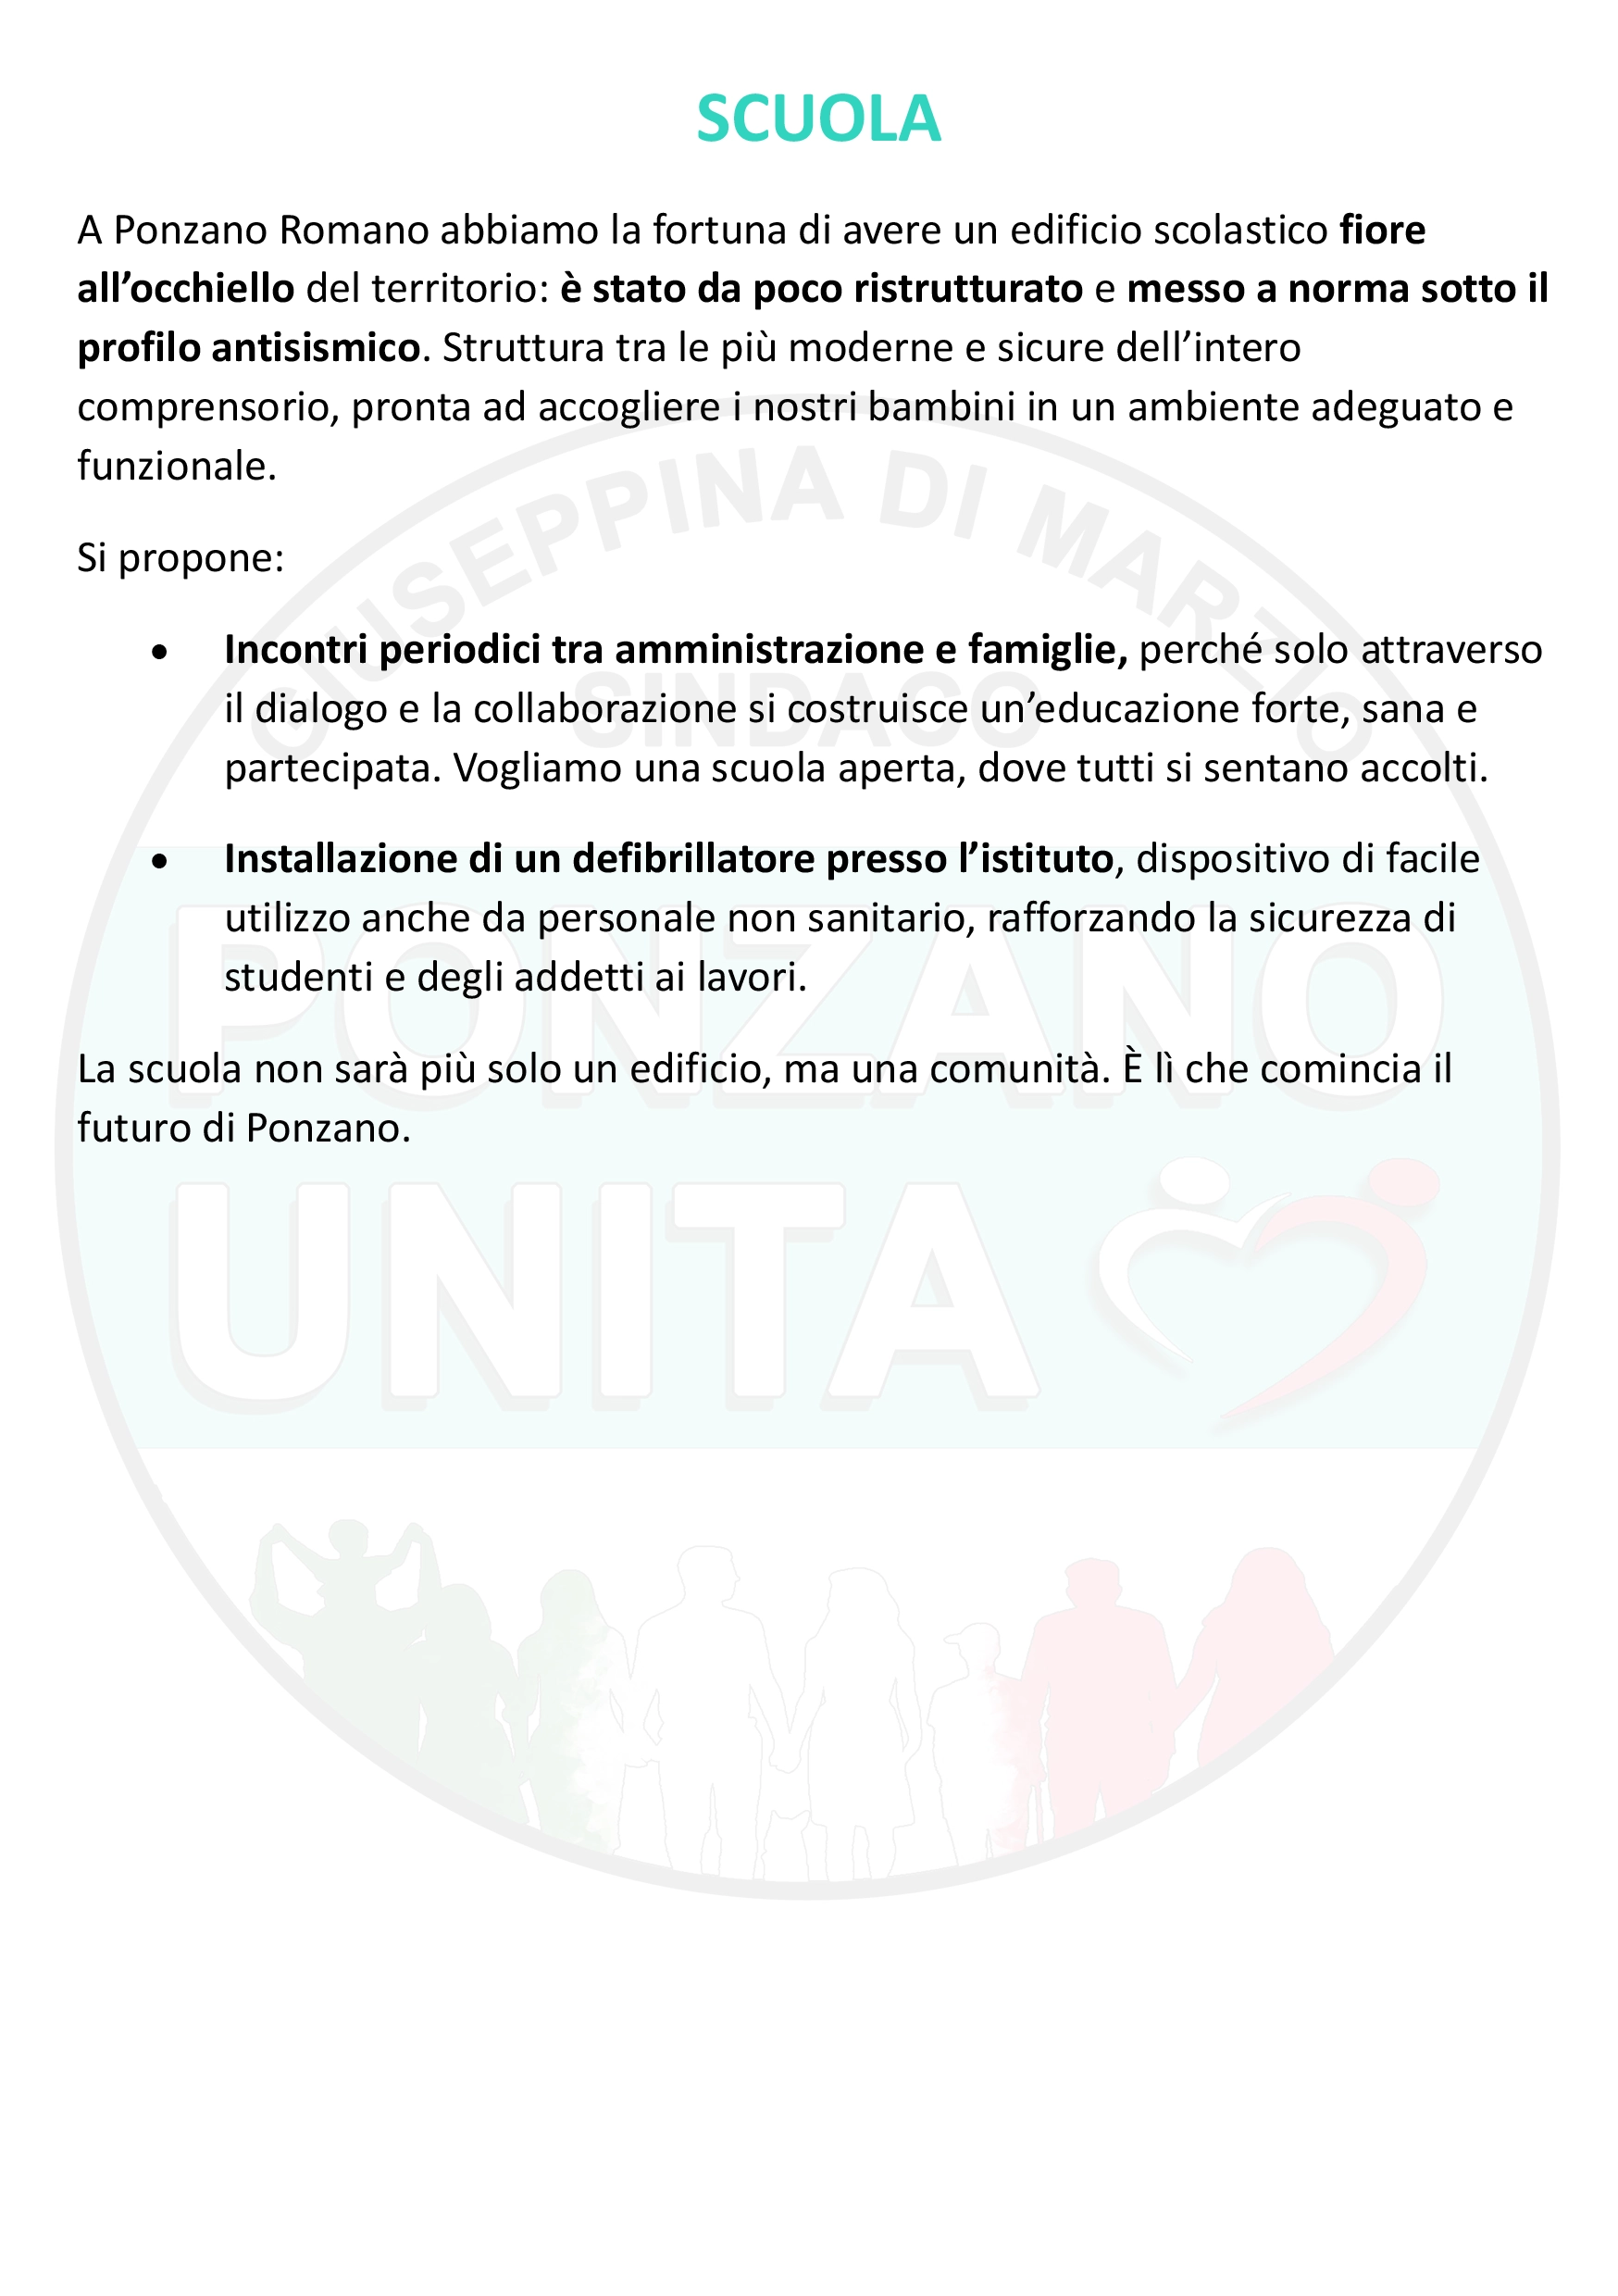 SCUOLA
A Ponzano Romano abbiamo la fortuna di avere un edificio scolastico fiore
all’occhiello del territorio: è stato da poco ristrutturato e messo a norma sotto il
profilo antisismico. Struttura tra le più moderne e sicure dell’intero
comprensorio, pronta ad accogliere i nostri bambini in un ambiente adeguato e
funzionale.
Si propone:
• Incontri periodici tra amministrazione e famiglie, perché solo attraverso
il dialogo e la collaborazione si costruisce un’educazione forte, sana e
partecipata. Vogliamo una scuola aperta, dove tutti si sentano accolti.
• Installazione di un defibrillatore presso l’istituto, dispositivo di facile
utilizzo anche da personale non sanitario, rafforzando la sicurezza di
studenti e degli addetti ai lavori.
La scuola non sarà più solo un edificio, ma una comunità. È lì che comincia il
futuro di Ponzano.
GIUSEPPINA DI MARZIO
SINDACO
PONZANO
UNITA